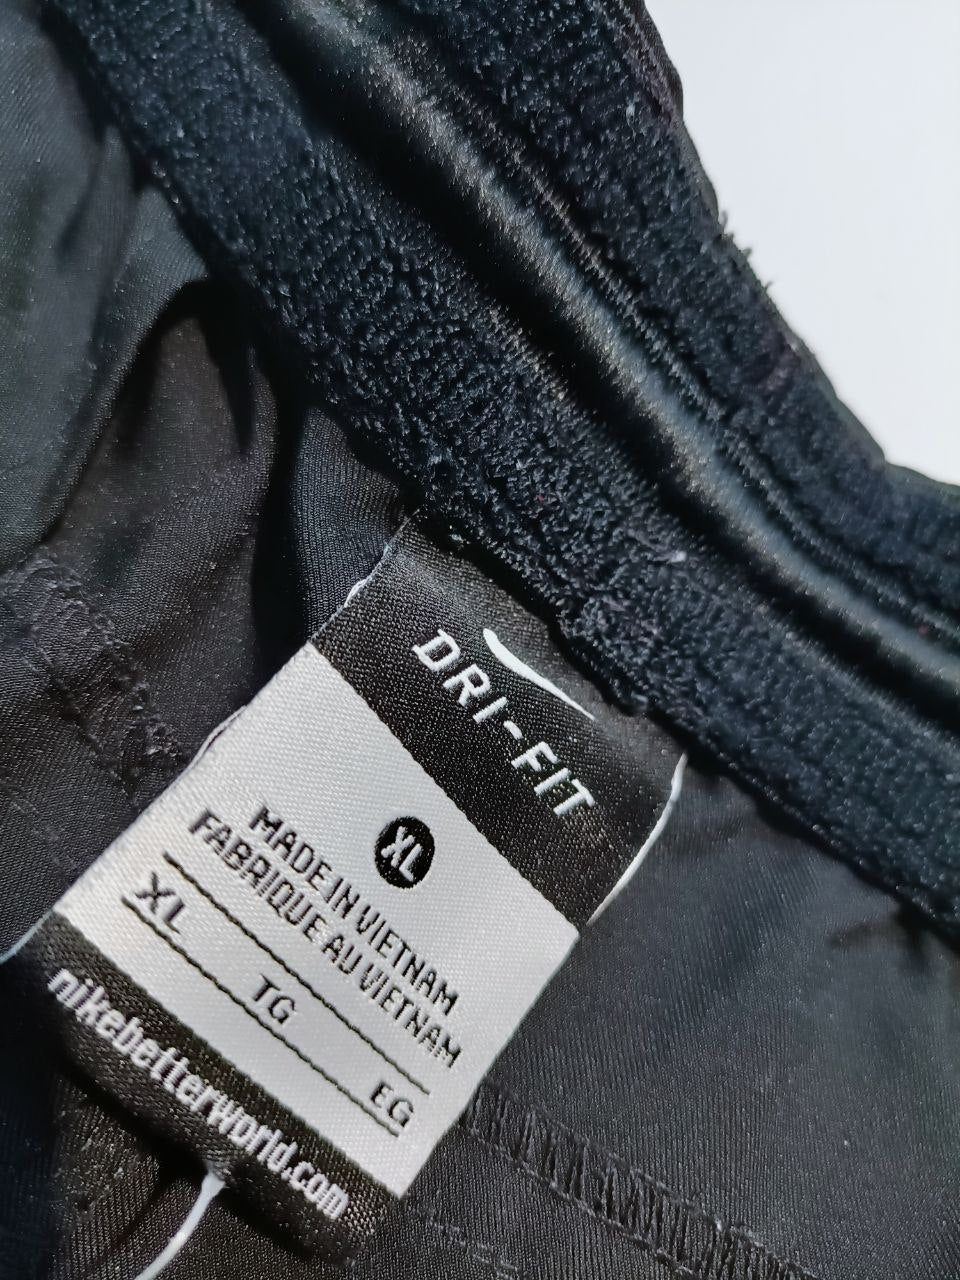 DRI-FIT
XL
MADE IN VIETNAM
FABRIQUE AU VIETNAM
XL TG EG
nikebetterworld.com